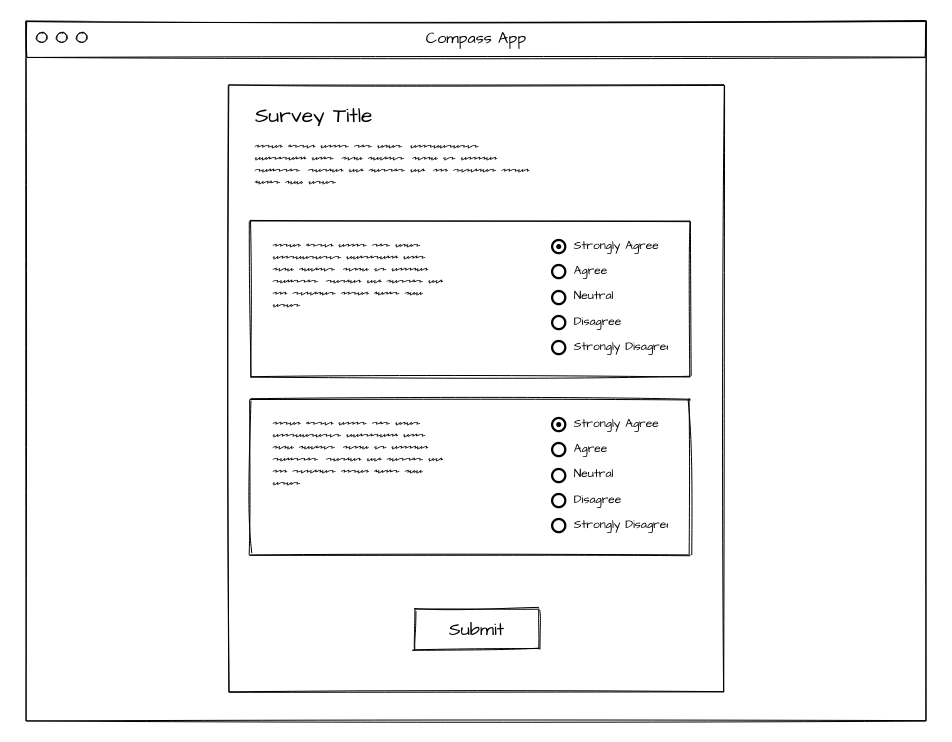 Compass App
Survey Title
Strongly Agree
Agree
Neutral
Disagree
Strongly Disagre
Strongly Agree
Agree
Neutral
Disagree
Strongly Disagre
Submit